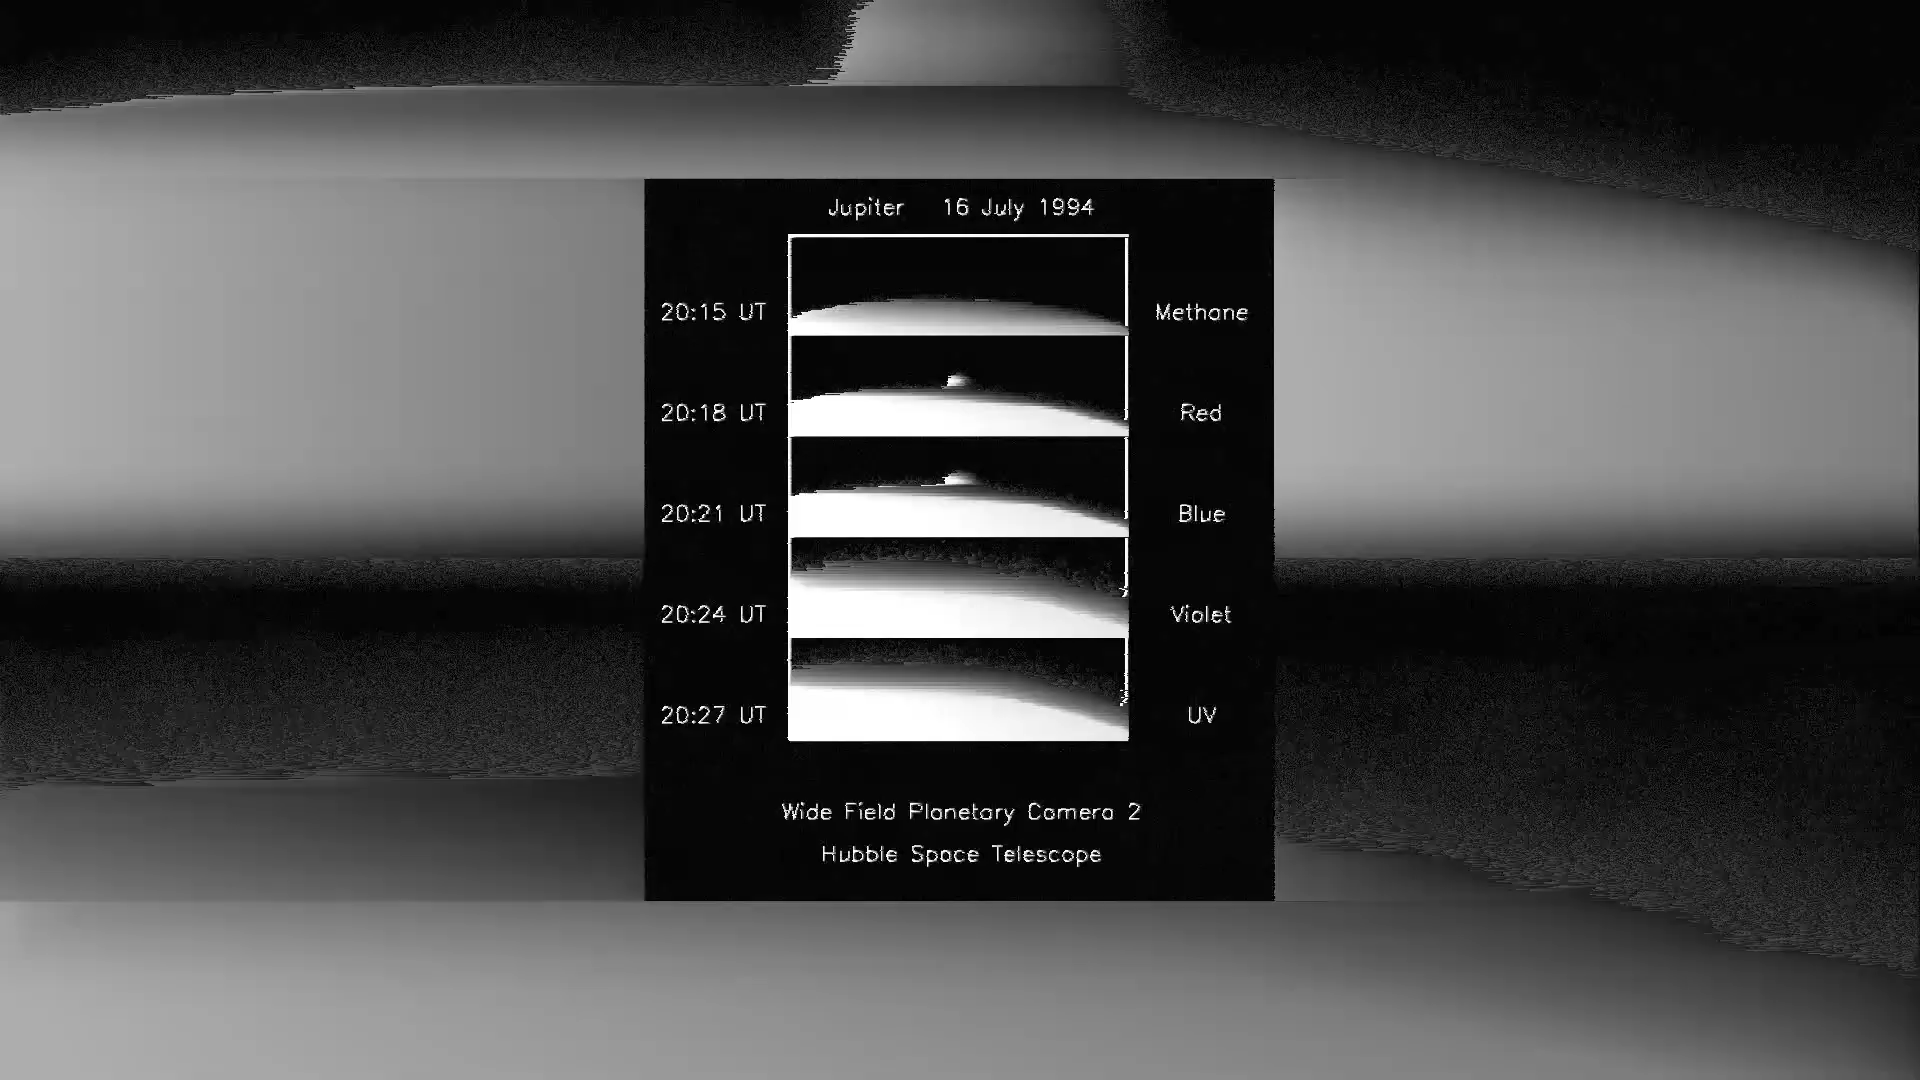 Jupiter 16 July 1994
20:15 UT Methane
20:18 UT Red
20:21 UT Blue
20:24 UT Violet
20:27 UT UV
Wide Field Planetary Camera 2
Hubble Space Telescope